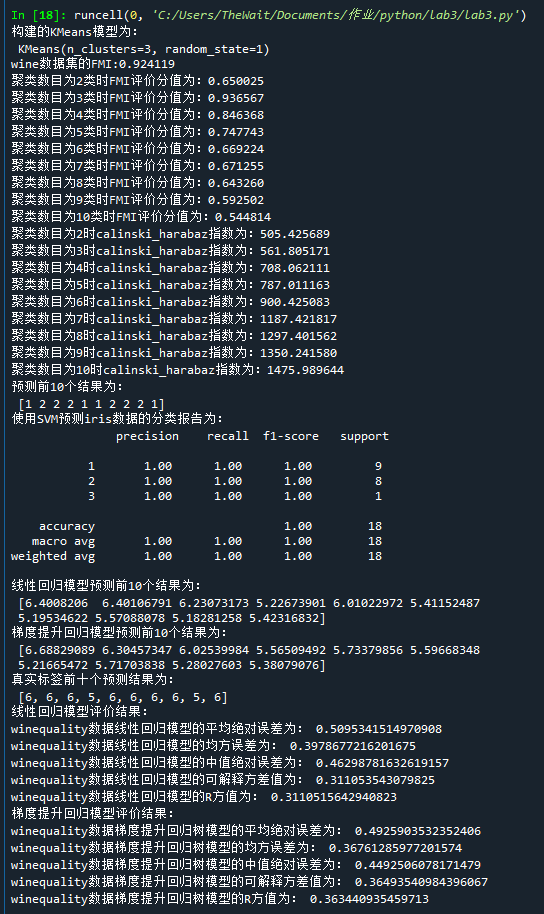 In [18]: runcell(0, 'C:/Users/TheWait/Documents/作业/python/lab3/lab3.py')
构建的KMeans模型为：
KMeans(n_clusters=3, random_state=1)
wine数据集的FMI:0.924119
聚类数目为2类时FMI评价分值为：0.650025
聚类数目为3类时FMI评价分值为：0.936567
聚类数目为4类时FMI评价分值为：0.846368
聚类数目为5类时FMI评价分值为：0.747743
聚类数目为6类时FMI评价分值为：0.669224
聚类数目为7类时FMI评价分值为：0.671255
聚类数目为8类时FMI评价分值为：0.643260
聚类数目为9类时FMI评价分值为：0.592502
聚类数目为10类时FMI评价分值为：0.544814
聚类数目为2时calinski_harabaz指数为：505.425689
聚类数目为3时calinski_harabaz指数为：561.805171
聚类数目为4时calinski_harabaz指数为：708.062111
聚类数目为5时calinski_harabaz指数为：787.011163
聚类数目为6时calinski_harabaz指数为：900.425083
聚类数目为7时calinski_harabaz指数为：1187.421817
聚类数目为8时calinski_harabaz指数为：1297.401562
聚类数目为9时calinski_harabaz指数为：1350.241580
聚类数目为10时calinski_harabaz指数为：1475.989644
预测前10个结果为：
[1 2 2 2 1 1 2 2 2 1]
使用SVM预测iris数据的分类报告为：
precision recall f1-score support
1 1.00 1.00 1.00 9
2 1.00 1.00 1.00 8
3 1.00 1.00 1.00 1
accuracy 1.00 18
macro avg 1.00 1.00 1.00 18
weighted avg 1.00 1.00 1.00 18
线性回归模型预测前10个结果为：
[6.4008206 6.40106791 6.23073173 5.22673901 6.01022972 5.41152487
5.19534622 5.57088078 5.18281258 5.42316832]
梯度提升回归模型预测前10个结果为：
[6.68829089 6.30457347 6.02539984 5.56509492 5.73379856 5.59668348
5.21665472 5.71703838 5.28027603 5.38079076]
真实标签前十个预测结果为：
[6, 6, 6, 5, 6, 6, 6, 6, 5, 6]
线性回归模型评价结果：
winequality数据线性回归模型的平均绝对误差为： 0.5095341514970908
winequality数据线性回归模型的均方误差为： 0.3978677216201675
winequality数据线性回归模型的中值绝对误差为： 0.46298781632619157
winequality数据线性回归模型的可解释方差值为： 0.311053543079825
winequality数据线性回归模型的R方值为： 0.3110515642940823
梯度提升回归模型评价结果：
winequality数据梯度提升回归树模型的平均绝对误差为： 0.4925903532352406
winequality数据梯度提升回归树模型的均方误差为： 0.36761285977201574
winequality数据梯度提升回归树模型的中值绝对误差为： 0.4492506078171479
winequality数据梯度提升回归树模型的可解释方差值为： 0.36493540984396067
winequality数据梯度提升回归树模型的R方值为： 0.363440935459713